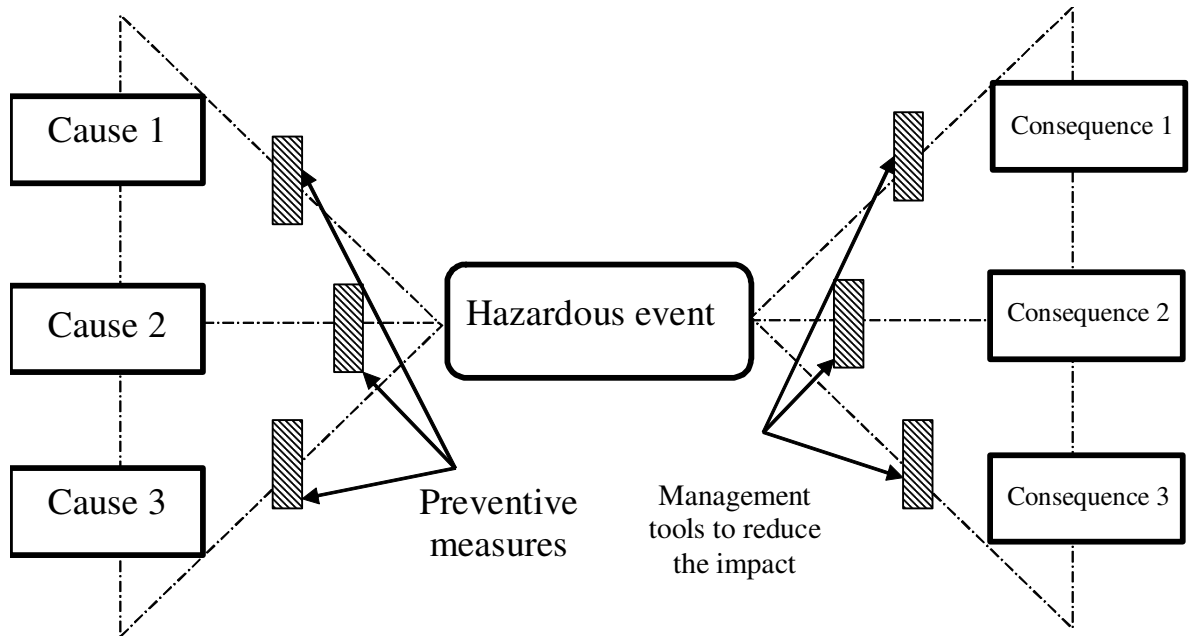 Cause 1
Cause 2
Cause 3
Preventive
measures
Hazardous event
Management
tools to reduce
the impact
Consequence 1
Consequence 2
Consequence 3